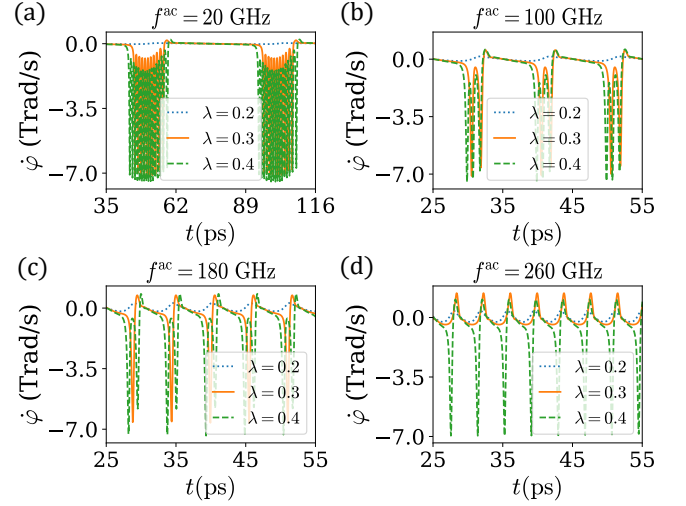 (a)
f^ac = 20 GHz
φ̇ (Trad/s)
0.0
−3.5
−7.0
λ = 0.2
λ = 0.3
λ = 0.4
35 62 89 116
t(ps)
(b)
f^ac = 100 GHz
φ̇ (Trad/s)
0.0
−3.5
−7.0
λ = 0.2
λ = 0.3
λ = 0.4
25 35 45 55
t(ps)
(c)
f^ac = 180 GHz
φ̇ (Trad/s)
0.0
−3.5
−7.0
λ = 0.2
λ = 0.3
λ = 0.4
25 35 45 55
t(ps)
(d)
f^ac = 260 GHz
φ̇ (Trad/s)
0.0
−3.5
−7.0
λ = 0.2
λ = 0.3
λ = 0.4
25 35 45 55
t(ps)